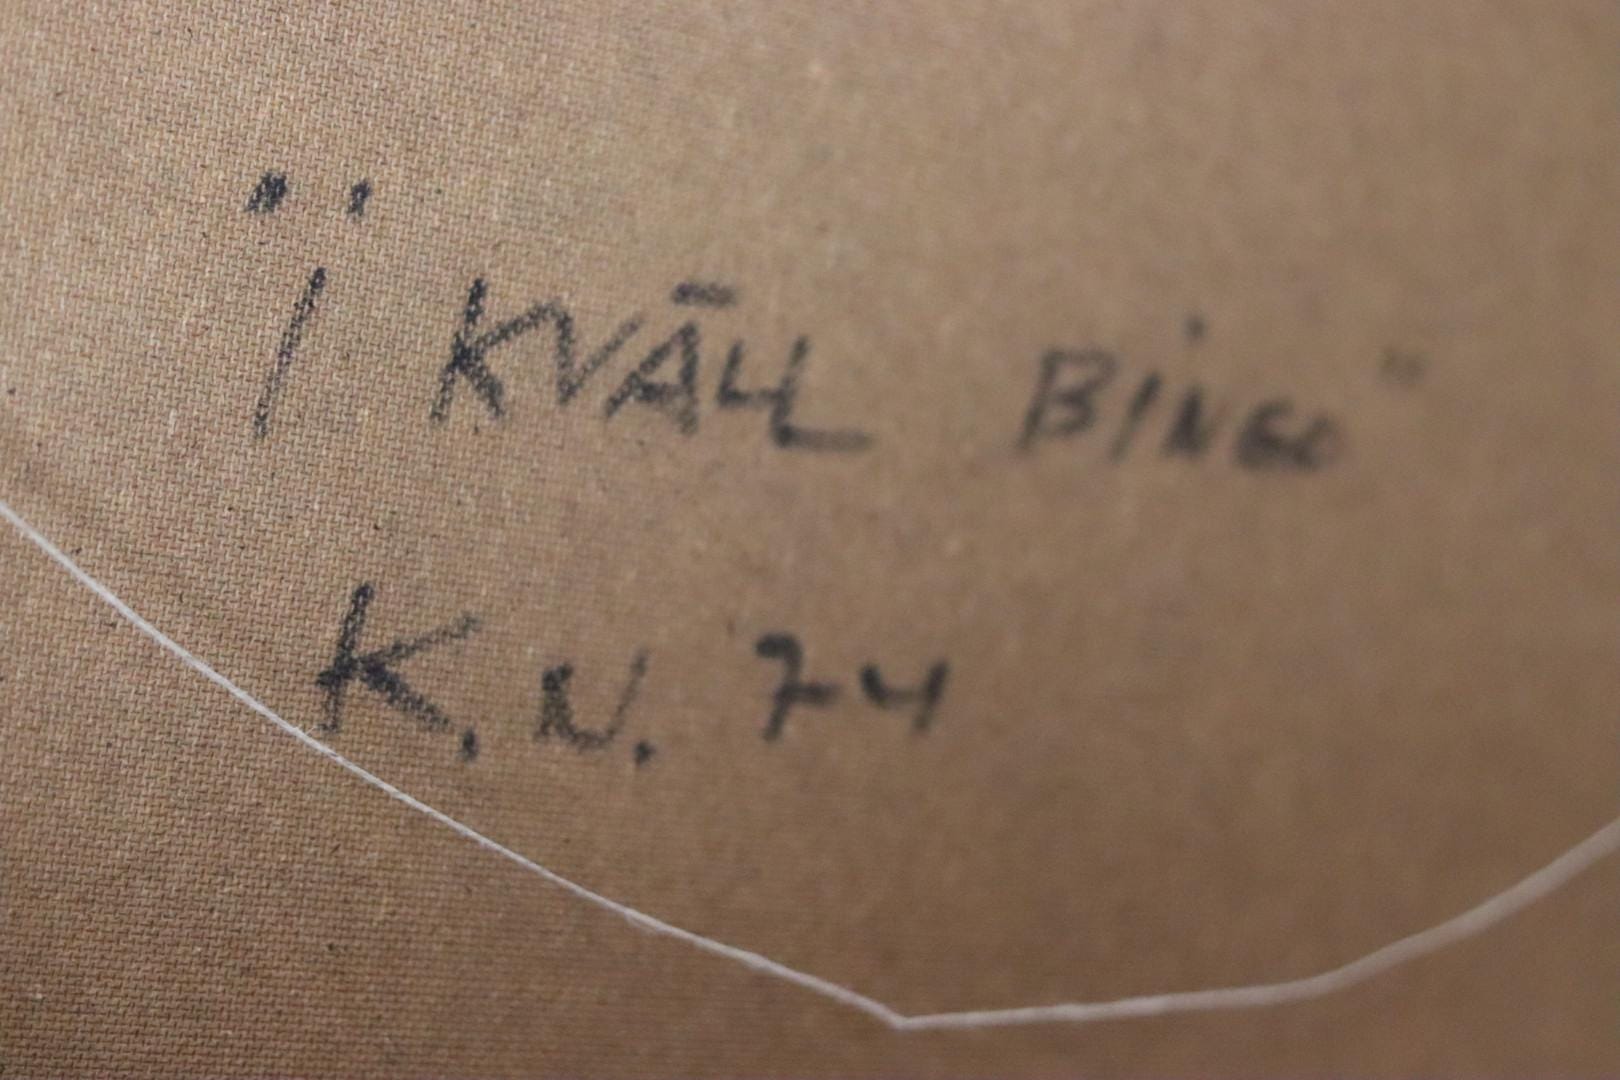 "I KVÄLL BINGO"
K.N. 74